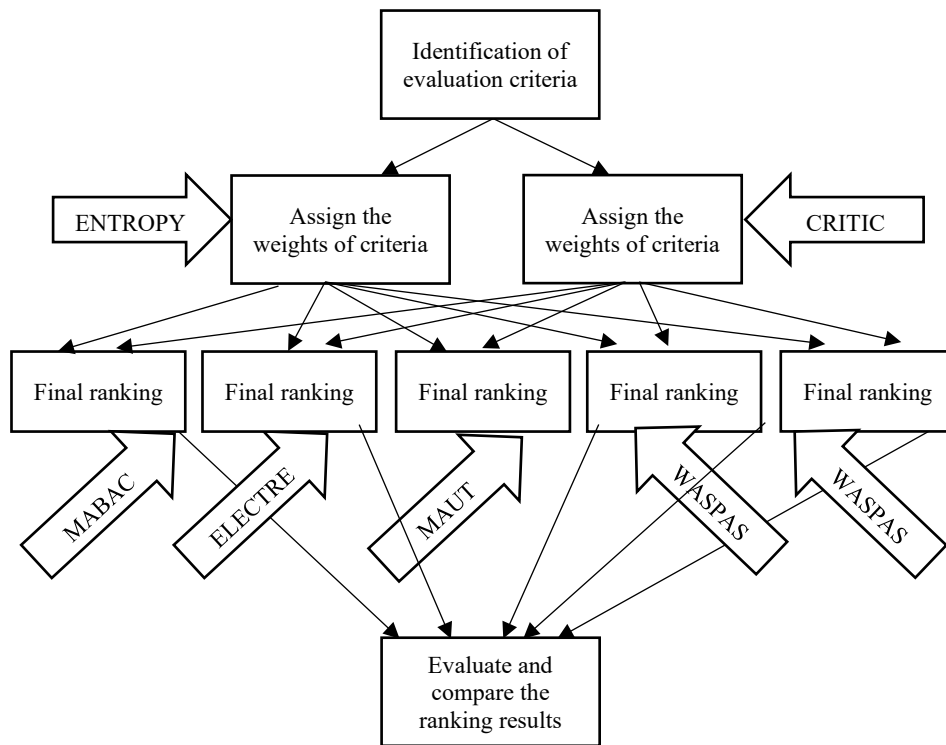 Identification of
evaluation criteria
ENTROPY
Assign the
weights of criteria
Assign the
weights of criteria
CRITIC
Final ranking
Final ranking
Final ranking
Final ranking
Final ranking
MABAC
ELECTRE
MAUT
WASPAS
WASPAS
Evaluate and
compare the
ranking results